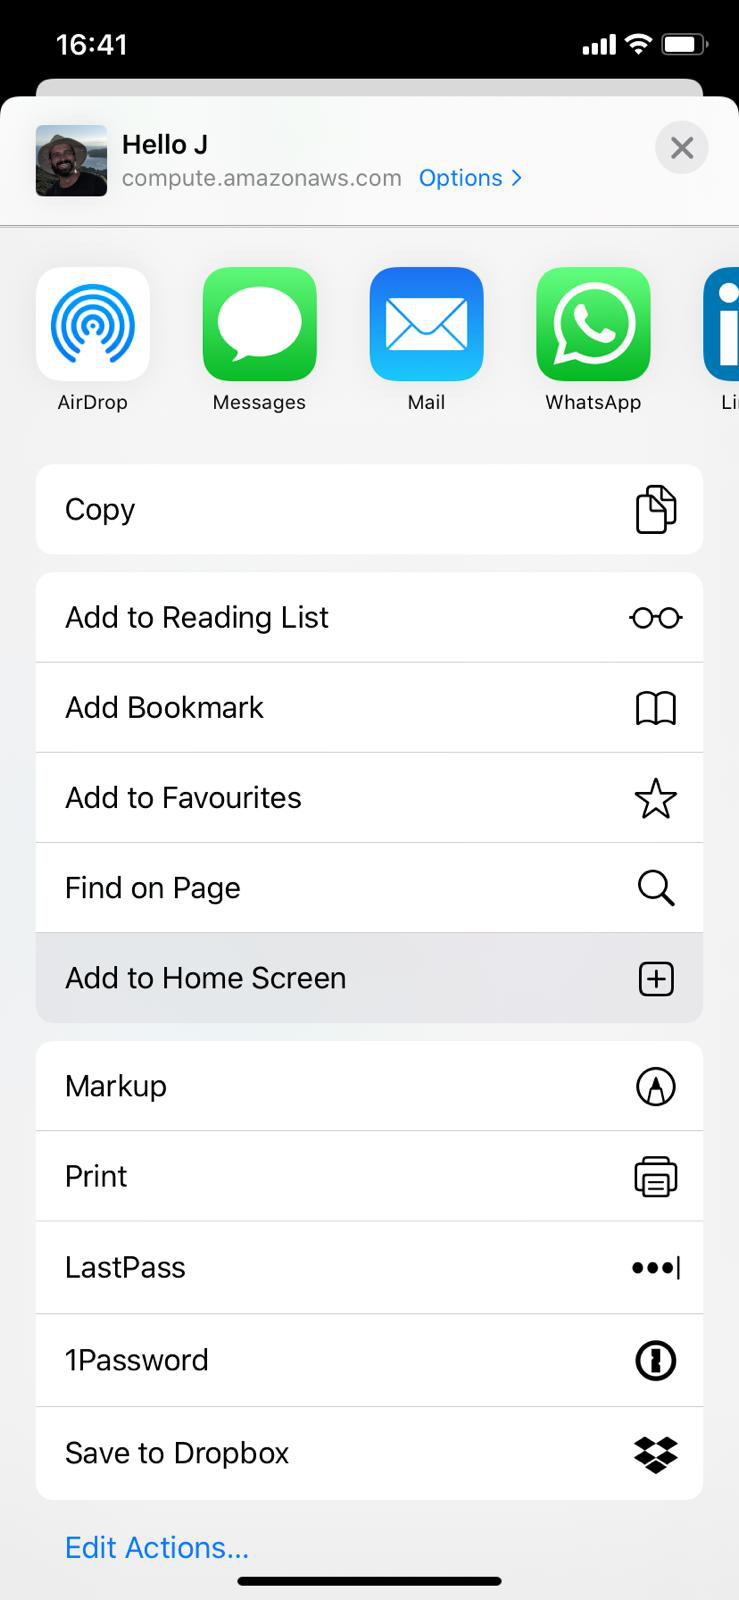 16:41
Hello J
compute.amazonaws.com Options >
AirDrop Messages Mail WhatsApp Li
Copy
Add to Reading List
Add Bookmark
Add to Favourites
Find on Page
Add to Home Screen
Markup
Print
LastPass
1Password
Save to Dropbox
Edit Actions...